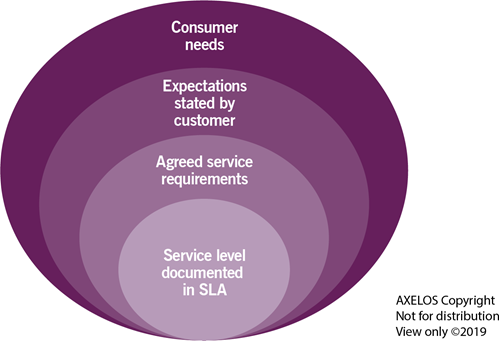 Consumer
needs
Expectations
stated by
customer
Agreed service
requirements
Service level
documented
in SLA
AXELOS Copyright
Not for distribution
View only ©2019